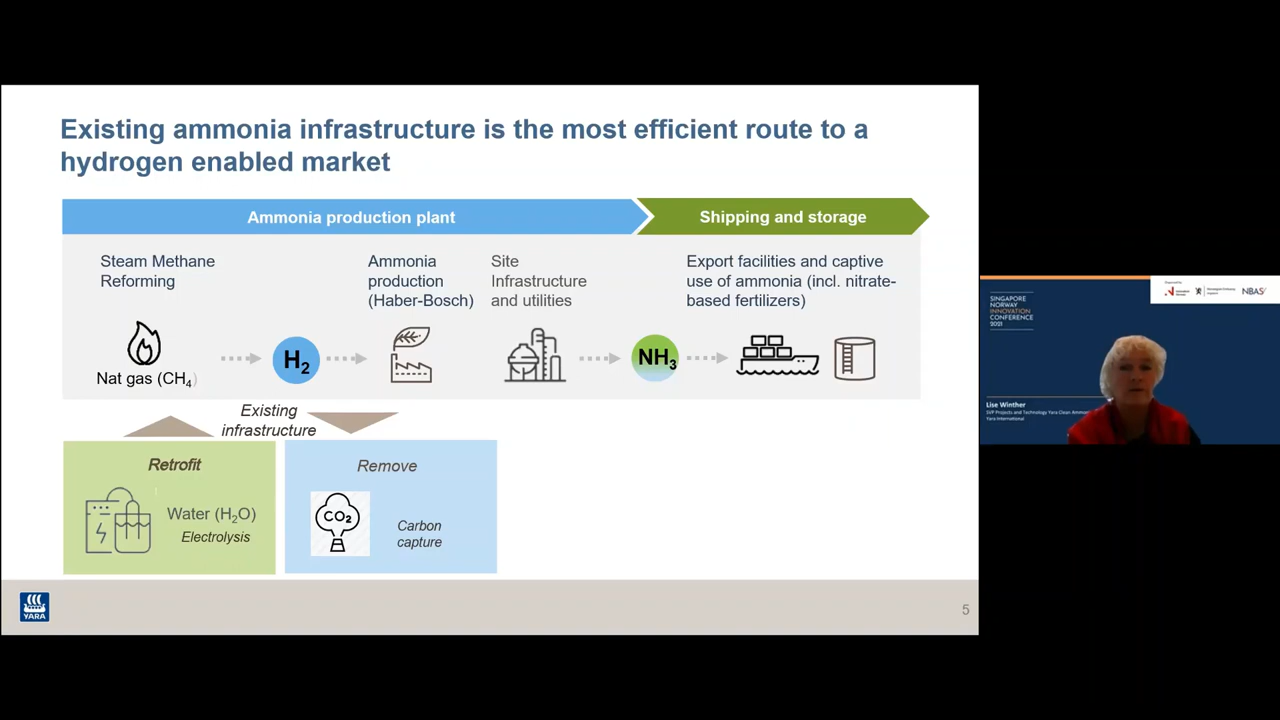 Existing ammonia infrastructure is the most efficient route to a
hydrogen enabled market
Ammonia production plant
Shipping and storage
Steam Methane
Reforming
Ammonia
production
(Haber-Bosch)
Site
Infrastructure
and utilities
Export facilities and captive
use of ammonia (incl. nitrate-
based fertilizers)
H2
NH3
Nat gas (CH4)
Existing
infrastructure
Retrofit
Water (H2O)
Electrolysis
Remove
CO2
Carbon
capture
YARA
5
SINGAPORE
NORWAY
INNOVATION
CONFERENCE
2021
NBAS
Lise Winther
SVP Projects and Technology Yara Clean Ammoni
Yara International